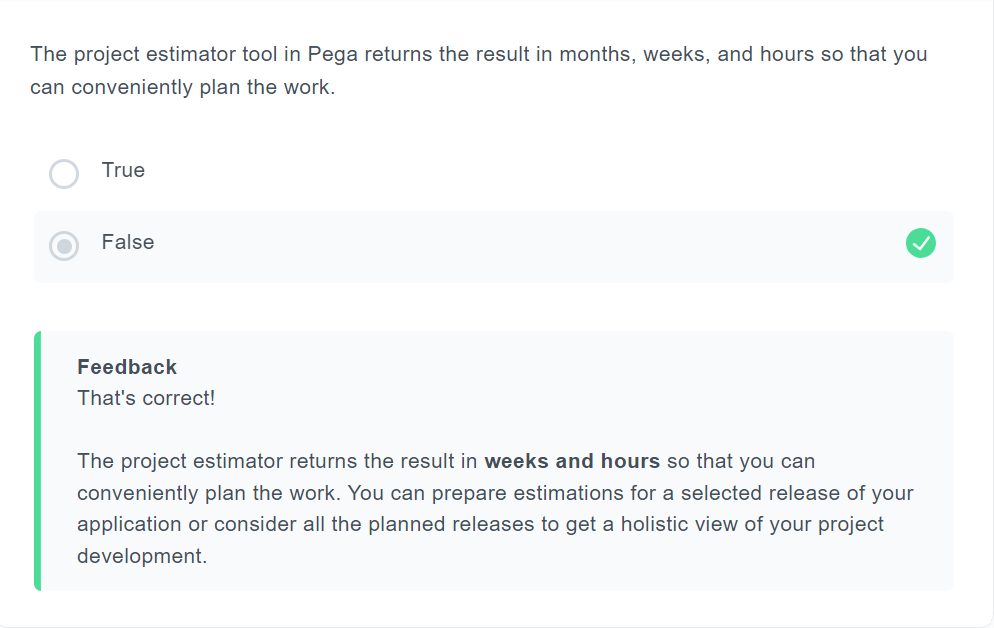 The project estimator tool in Pega returns the result in months, weeks, and hours so that you
can conveniently plan the work.
True
False
Feedback
That's correct!
The project estimator returns the result in weeks and hours so that you can
conveniently plan the work. You can prepare estimations for a selected release of your
application or consider all the planned releases to get a holistic view of your project
development.